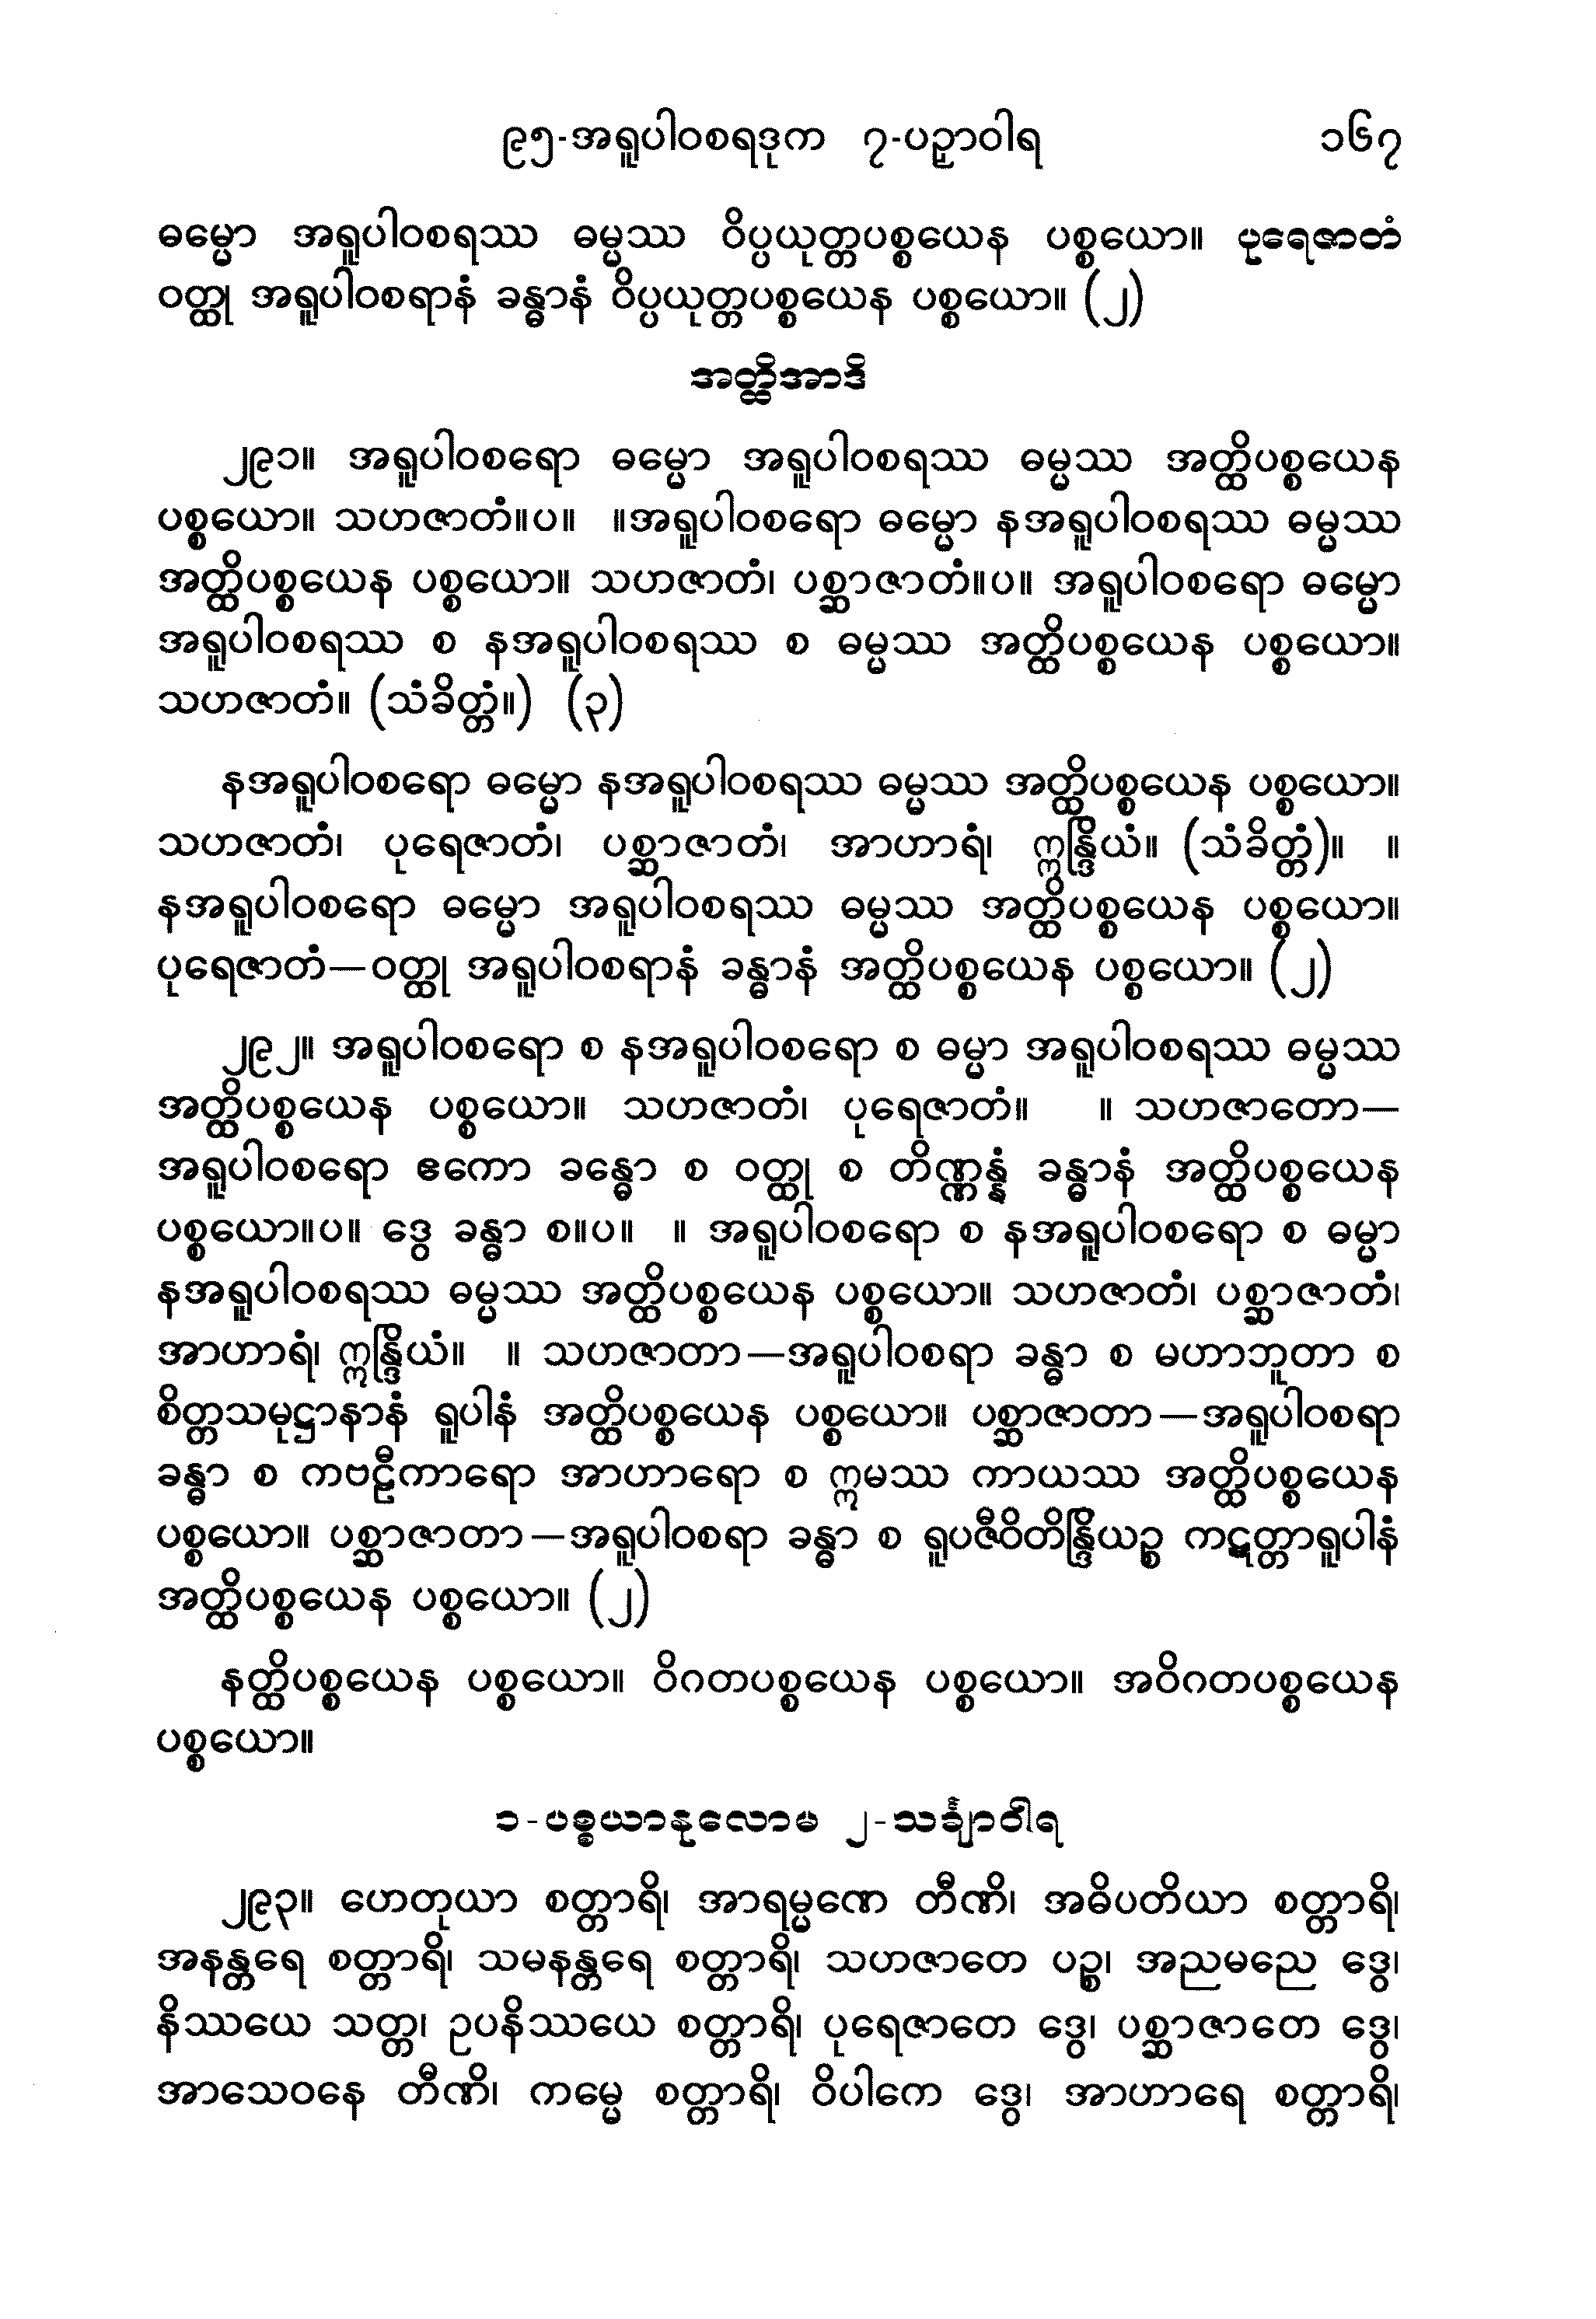 ၉၅-အရူပါဝစရဒုက ၇-ပဉှာဝါရ ၁၆၇
ဓမ္မော အရူပါဝစရဿ ဓမ္မဿ ဝိပ္ပယုတ္တပစ္စယေန ပစ္စယော။ ပုရေဇာတံ
ဝတ္ထု အရူပါဝစရာနံ ခန္ဓာနံ ဝိပ္ပယုတ္တပစ္စယေန ပစ္စယော။ (၂)
အတ္ထိအာဒိ
၂၉၁။ အရူပါဝစရော ဓမ္မော အရူပါဝစရဿ ဓမ္မဿ အတ္ထိပစ္စယေန
ပစ္စယော။ သဟဇာတံ။ပ။ ။အရူပါဝစရော ဓမ္မော နအရူပါဝစရဿ ဓမ္မဿ
အတ္ထိပစ္စယေန ပစ္စယော။ သဟဇာတံ၊ ပစ္ဆာဇာတံ။ပ။ အရူပါဝစရော ဓမ္မော
အရူပါဝစရဿ စ နအရူပါဝစရဿ စ ဓမ္မဿ အတ္ထိပစ္စယေန ပစ္စယော။
သဟဇာတံ။ (သံခိတ္တံ။) (၃)
နအရူပါဝစရော ဓမ္မော နအရူပါဝစရဿ ဓမ္မဿ အတ္ထိပစ္စယေန ပစ္စယော။
သဟဇာတံ၊ ပုရေဇာတံ၊ ပစ္ဆာဇာတံ၊ အာဟာရံ၊ ဣန္ဒြိယံ။ (သံခိတ္တံ)။ ။
နအရူပါဝစရော ဓမ္မော အရူပါဝစရဿ ဓမ္မဿ အတ္ထိပစ္စယေန ပစ္စယော။
ပုရေဇာတံ—ဝတ္ထု အရူပါဝစရာနံ ခန္ဓာနံ အတ္ထိပစ္စယေန ပစ္စယော။ (၂)
၂၉၂။ အရူပါဝစရော စ နအရူပါဝစရော စ ဓမ္မာ အရူပါဝစရဿ ဓမ္မဿ
အတ္ထိပစ္စယေန ပစ္စယော။ သဟဇာတံ၊ ပုရေဇာတံ။ ။ သဟဇာတော—
အရူပါဝစရော ဧကော ခန္ဓော စ ဝတ္ထု စ တိဏ္ဏန္နံ ခန္ဓာနံ အတ္ထိပစ္စယေန
ပစ္စယော။ပ။ ဒွေ ခန္ဓာ စ။ပ။ ။ အရူပါဝစရော စ နအရူပါဝစရော စ ဓမ္မာ
နအရူပါဝစရဿ ဓမ္မဿ အတ္ထိပစ္စယေန ပစ္စယော။ သဟဇာတံ၊ ပစ္ဆာဇာတံ၊
အာဟာရံ၊ ဣန္ဒြိယံ။ ။ သဟဇာတာ—အရူပါဝစရာ ခန္ဓာ စ မဟာဘူတာ စ
စိတ္တသမုဋ္ဌာနာနံ ရူပါနံ အတ္ထိပစ္စယေန ပစ္စယော။ ပစ္ဆာဇာတာ—အရူပါဝစရာ
ခန္ဓာ စ ကဗဠီကာရော အာဟာရော စ ဣမဿ ကာယဿ အတ္ထိပစ္စယေန
ပစ္စယော။ ပစ္ဆာဇာတာ—အရူပါဝစရာ ခန္ဓာ စ ရူပဇီဝိတိန္ဒြိယဉ္စ ကဋတ္တာရူပါနံ
အတ္ထိပစ္စယေန ပစ္စယော။ (၂)
နတ္ထိပစ္စယေန ပစ္စယော။ ဝိဂတပစ္စယေန ပစ္စယော။ အဝိဂတပစ္စယေန
ပစ္စယော။
၁-ပစ္စယာနုလောမ ၂-သင်္ချာဝါရ
၂၉၃။ ဟေတုယာ စတ္တာရိ၊ အာရမ္မဏေ တီဏိ၊ အဓိပတိယာ စတ္တာရိ၊
အနန္တရေ စတ္တာရိ၊ သမနန္တရေ စတ္တာရိ၊ သဟဇာတေ ပဉ္စ၊ အညမညေ ဒွေ၊
နိဿယေ သတ္တ၊ ဥပနိဿယေ စတ္တာရိ၊ ပုရေဇာတေ ဒွေ၊ ပစ္ဆာဇာတေ ဒွေ၊
အာသေဝနေ တီဏိ၊ ကမ္မေ စတ္တာရိ၊ ဝိပါကေ ဒွေ၊ အာဟာရေ စတ္တာရိ၊